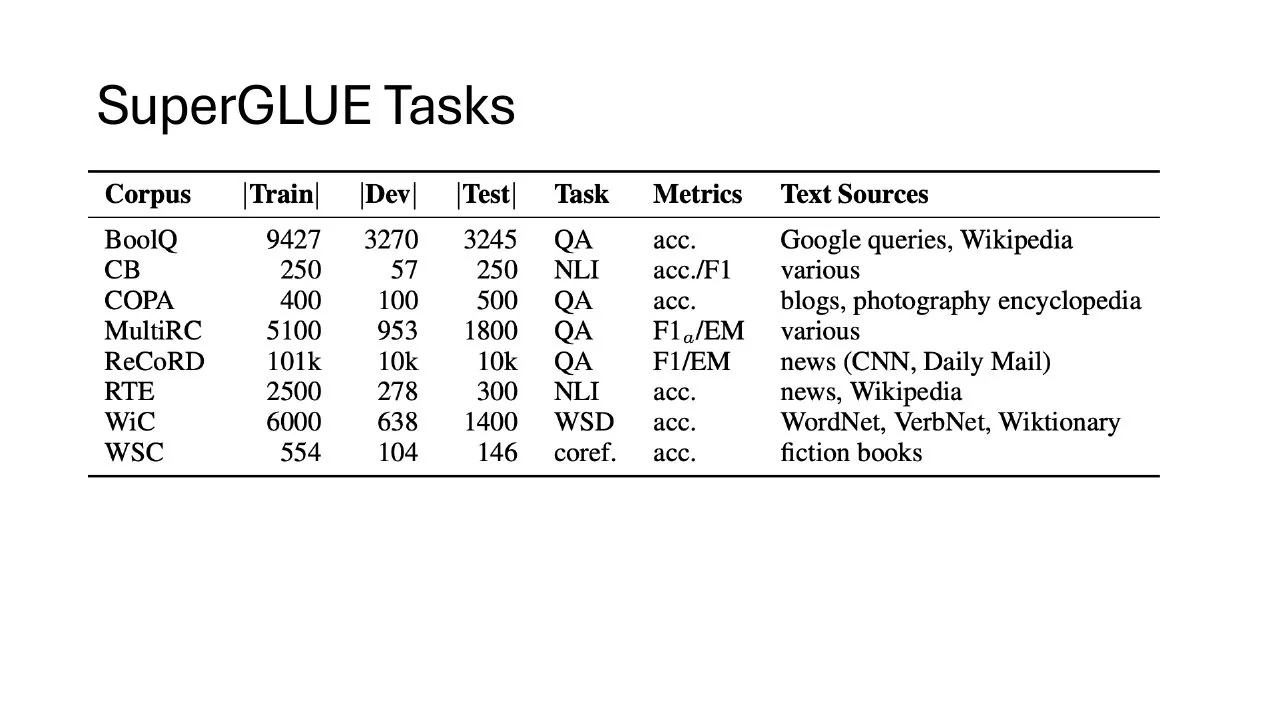 SuperGLUE Tasks
Corpus |Train| |Dev| |Test| Task Metrics Text Sources
BoolQ 9427 3270 3245 QA acc. Google queries, Wikipedia
CB 250 57 250 NLI acc./F1 various
COPA 400 100 500 QA acc. blogs, photography encyclopedia
MultiRC 5100 953 1800 QA F1ₐ/EM various
ReCoRD 101k 10k 10k QA F1/EM news (CNN, Daily Mail)
RTE 2500 278 300 NLI acc. news, Wikipedia
WiC 6000 638 1400 WSD acc. WordNet, VerbNet, Wiktionary
WSC 554 104 146 coref. acc. fiction books